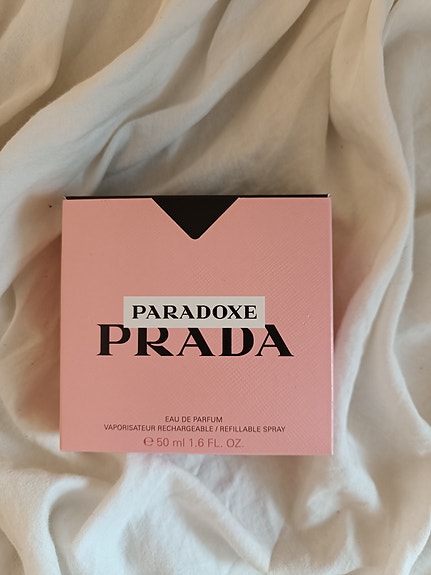 PARADOXE
PRADA
EAU DE PARFUM
VAPORISATEUR RECHARGEABLE / REFILLABLE SPRAY
℮ 50 ml 1.6 FL. OZ.